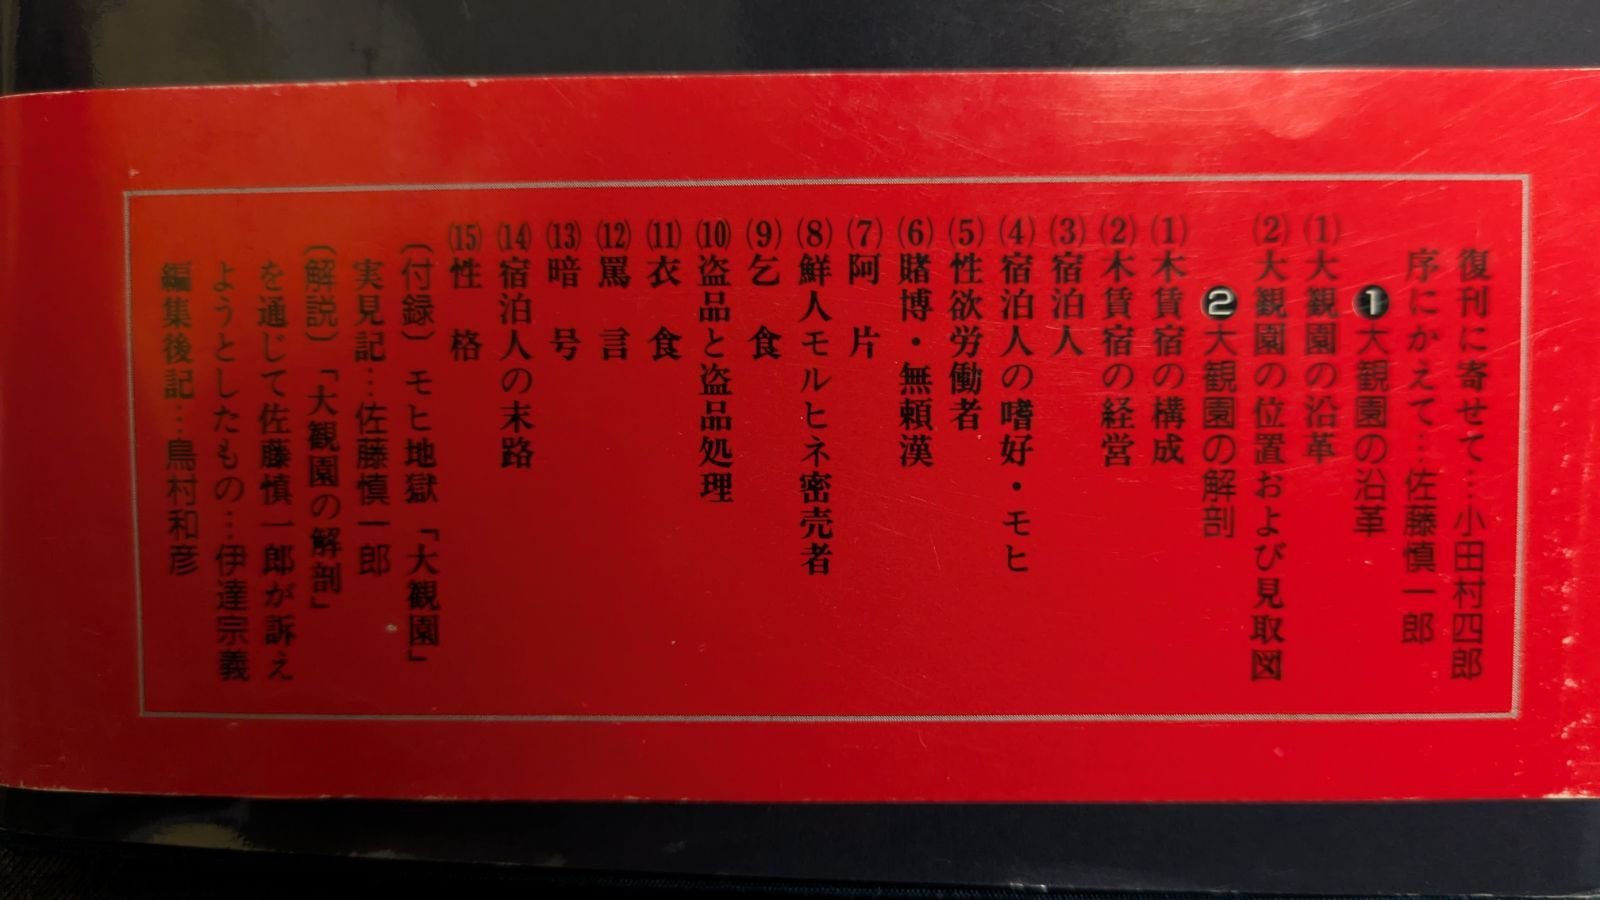 復刊に寄せて…小田村四郎
序にかえて…佐藤慎一郎
❶大観園の沿革
(1)大観園の沿革
(2)大観園の位置および見取図
❷大観園の解剖
(1)木賃宿の構成
(2)木賃宿の経営
(3)宿泊人
(4)宿泊人の嗜好・モヒ
(5)性欲労働者
(6)賭博・無頼漢
(7)阿片
(8)鮮人モルヒネ密売者
(9)乞食
(10)盗品と盗品処理
(11)衣食
(12)罵言
(13)暗号
(14)宿泊人の末路
(15)性格
〔付録〕モヒ地獄「大観園」
実見記…佐藤慎一郎
〔解説〕「大観園の解剖」
を通じて佐藤慎一郎が訴え
ようとしたもの…伊達宗義
編集後記…鳥村和彦